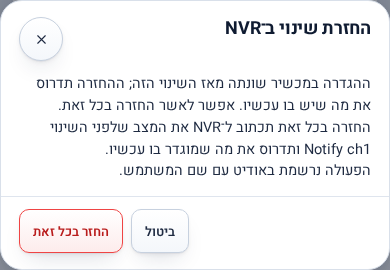 החזרת שינוי ב־NVR
ההגדרה במכשיר שונתה מאז השינוי הזה; ההחזרה תדרוס
את מה שיש בו עכשיו. אפשר לאשר החזרה בכל זאת.
החזרה בכל זאת תכתוב ל־NVR את המצב שלפני השינוי
Notify ch1 ותדרוס את מה שמוגדר בו עכשיו.
הפעולה נרשמת באודיט עם שם המשתמש.
ביטול
החזר בכל זאת